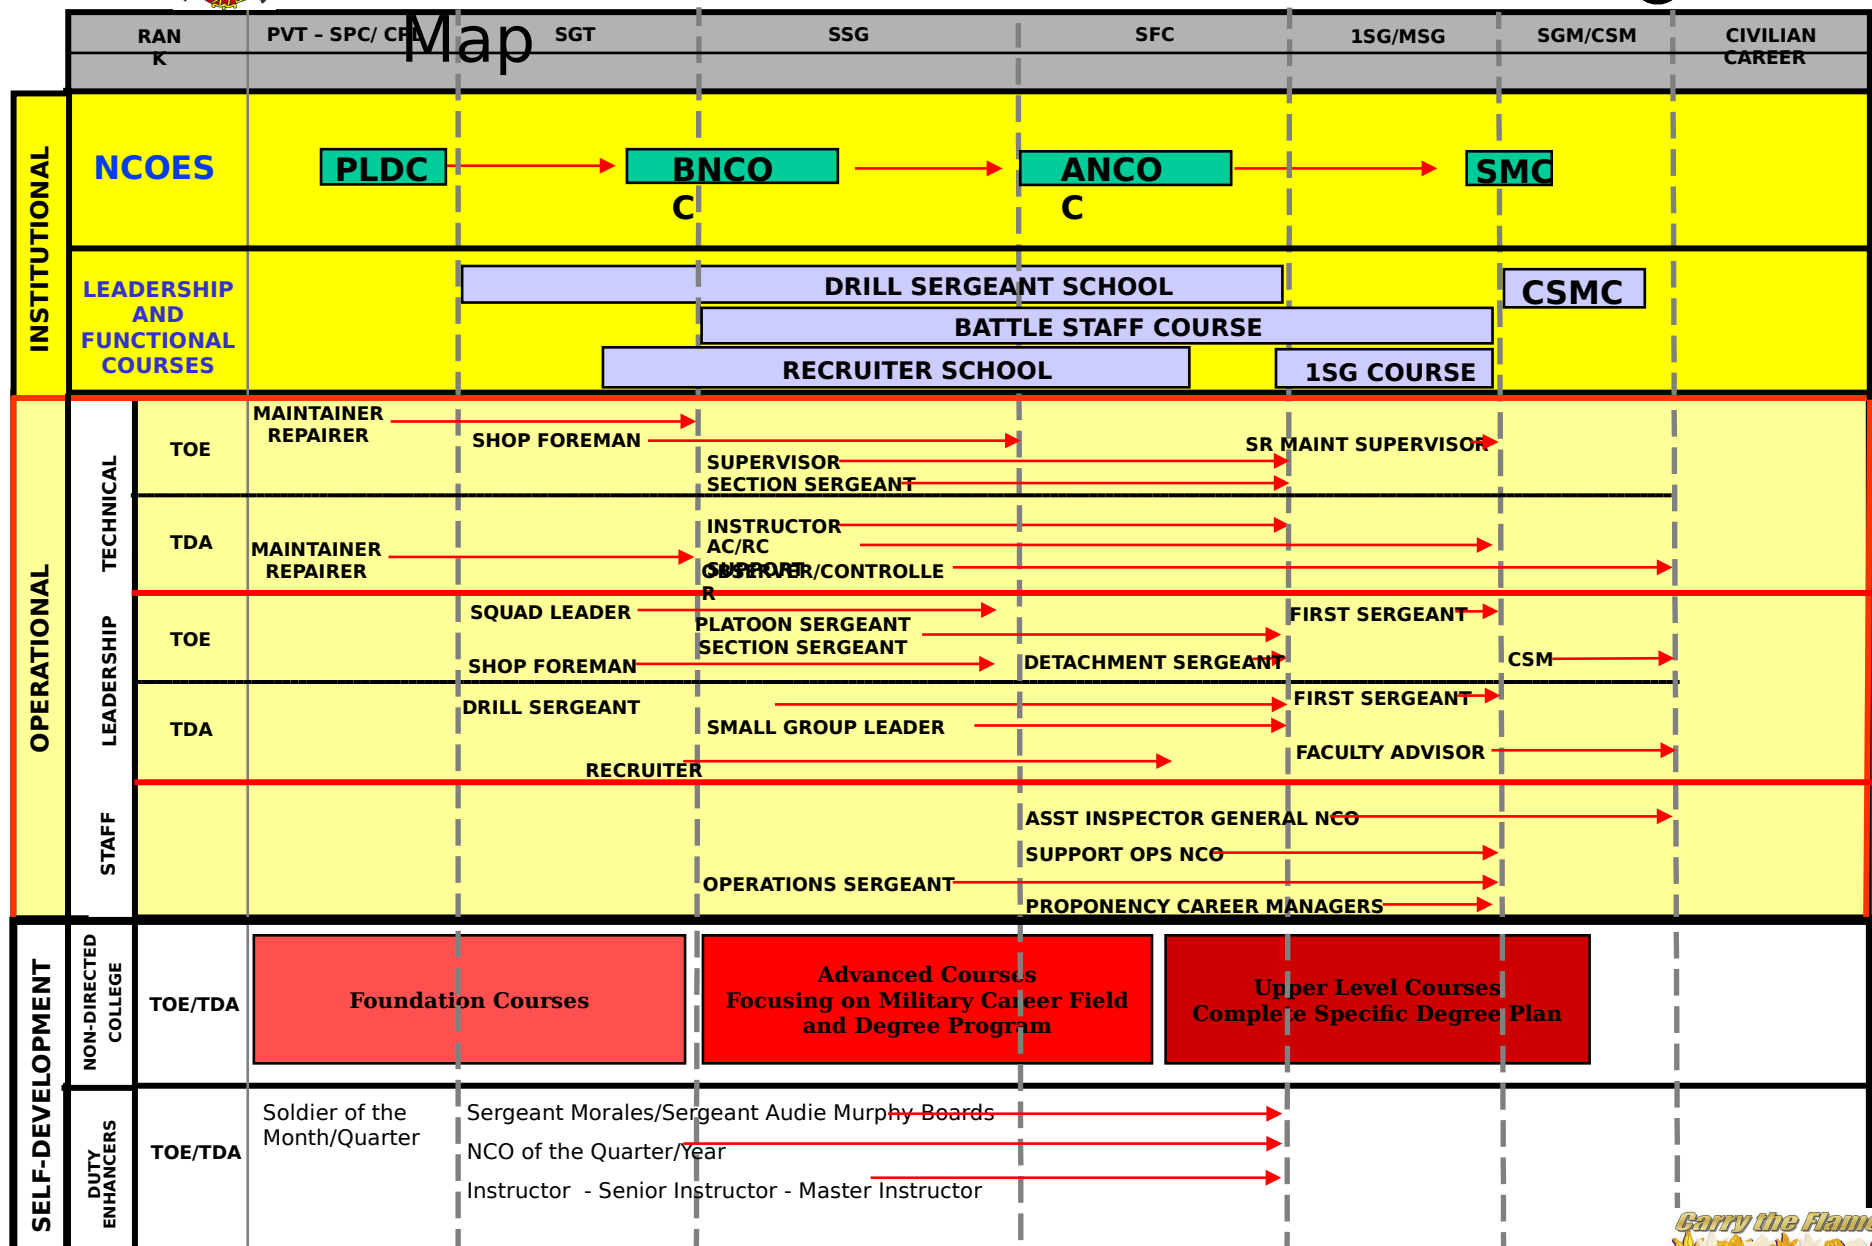 Map
RAN
K
PVT – SPC/ CPL
SGT
SSG
SFC
1SG/MSG
SGM/CSM
CIVILIAN
CAREER
INSTITUTIONAL
NCOES
PLDC
BNCO
C
ANCO
C
SMC
LEADERSHIP
AND
FUNCTIONAL
COURSES
DRILL SERGEANT SCHOOL
CSMC
BATTLE STAFF COURSE
RECRUITER SCHOOL
1SG COURSE
OPERATIONAL
TECHNICAL
TOE
MAINTAINER
REPAIRER
SHOP FOREMAN
SR MAINT SUPERVISOR
SUPERVISOR
SECTION SERGEANT
TDA
INSTRUCTOR
AC/RC
SUPPORT
MAINTAINER
REPAIRER
OBSERVER/CONTROLLE
R
LEADERSHIP
TOE
SQUAD LEADER
FIRST SERGEANT
PLATOON SERGEANT
SECTION SERGEANT
SHOP FOREMAN
DETACHMENT SERGEANT
CSM
TDA
DRILL SERGEANT
FIRST SERGEANT
SMALL GROUP LEADER
FACULTY ADVISOR
RECRUITER
STAFF
ASST INSPECTOR GENERAL NCO
SUPPORT OPS NCO
OPERATIONS SERGEANT
PROPONENCY CAREER MANAGERS
SELF-DEVELOPMENT
NON-DIRECTED
COLLEGE
TOE/TDA
Foundation Courses
Advanced Courses
Focusing on Military Career Field
and Degree Program
Upper Level Courses
Complete Specific Degree Plan
DUTY
ENHANCERS
TOE/TDA
Soldier of the
Month/Quarter
Sergeant Morales/Sergeant Audie Murphy Boards
NCO of the Quarter/Year
Instructor - Senior Instructor - Master Instructor
Carry the Flame